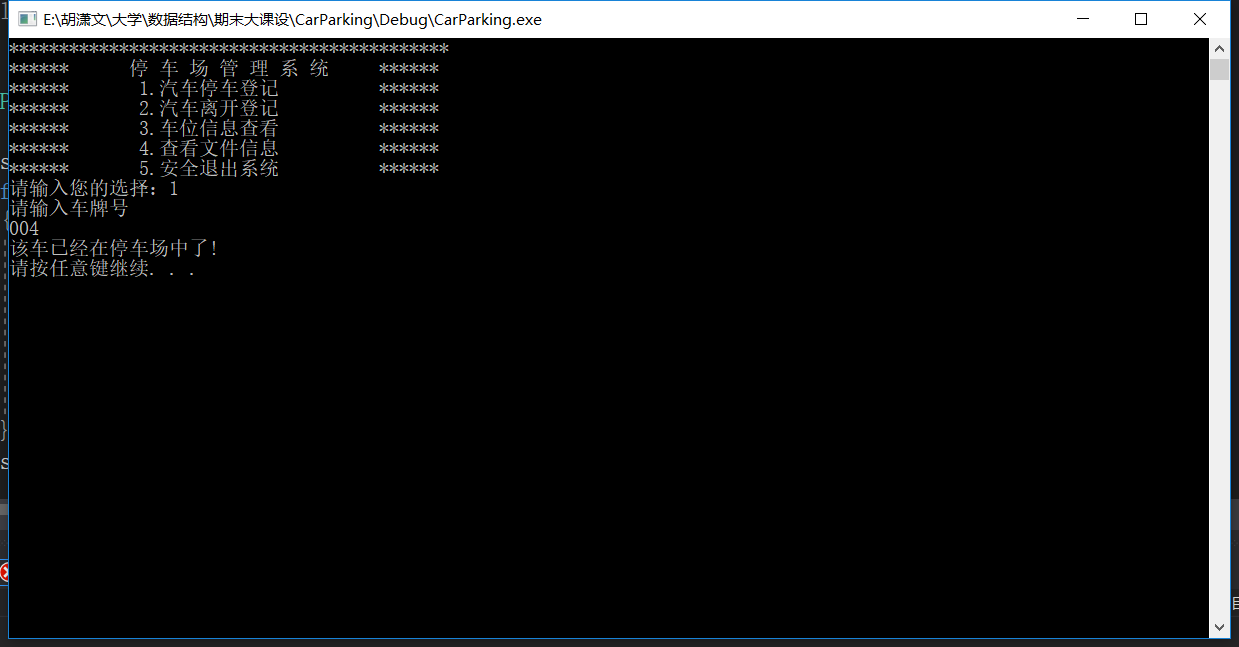 E:\胡潇文\大学\数据结构\期末大课设\CarParking\Debug\CarParking.exe
********************************************
****** 停 车 场 管 理 系 统 ******
****** 1.汽车停车登记 ******
****** 2.汽车离开登记 ******
****** 3.车位信息查看 ******
****** 4.查看文件信息 ******
****** 5.安全退出系统 ******
请输入您的选择：1
请输入车牌号
004
该车已经在停车场中了!
请按任意键继续. . .